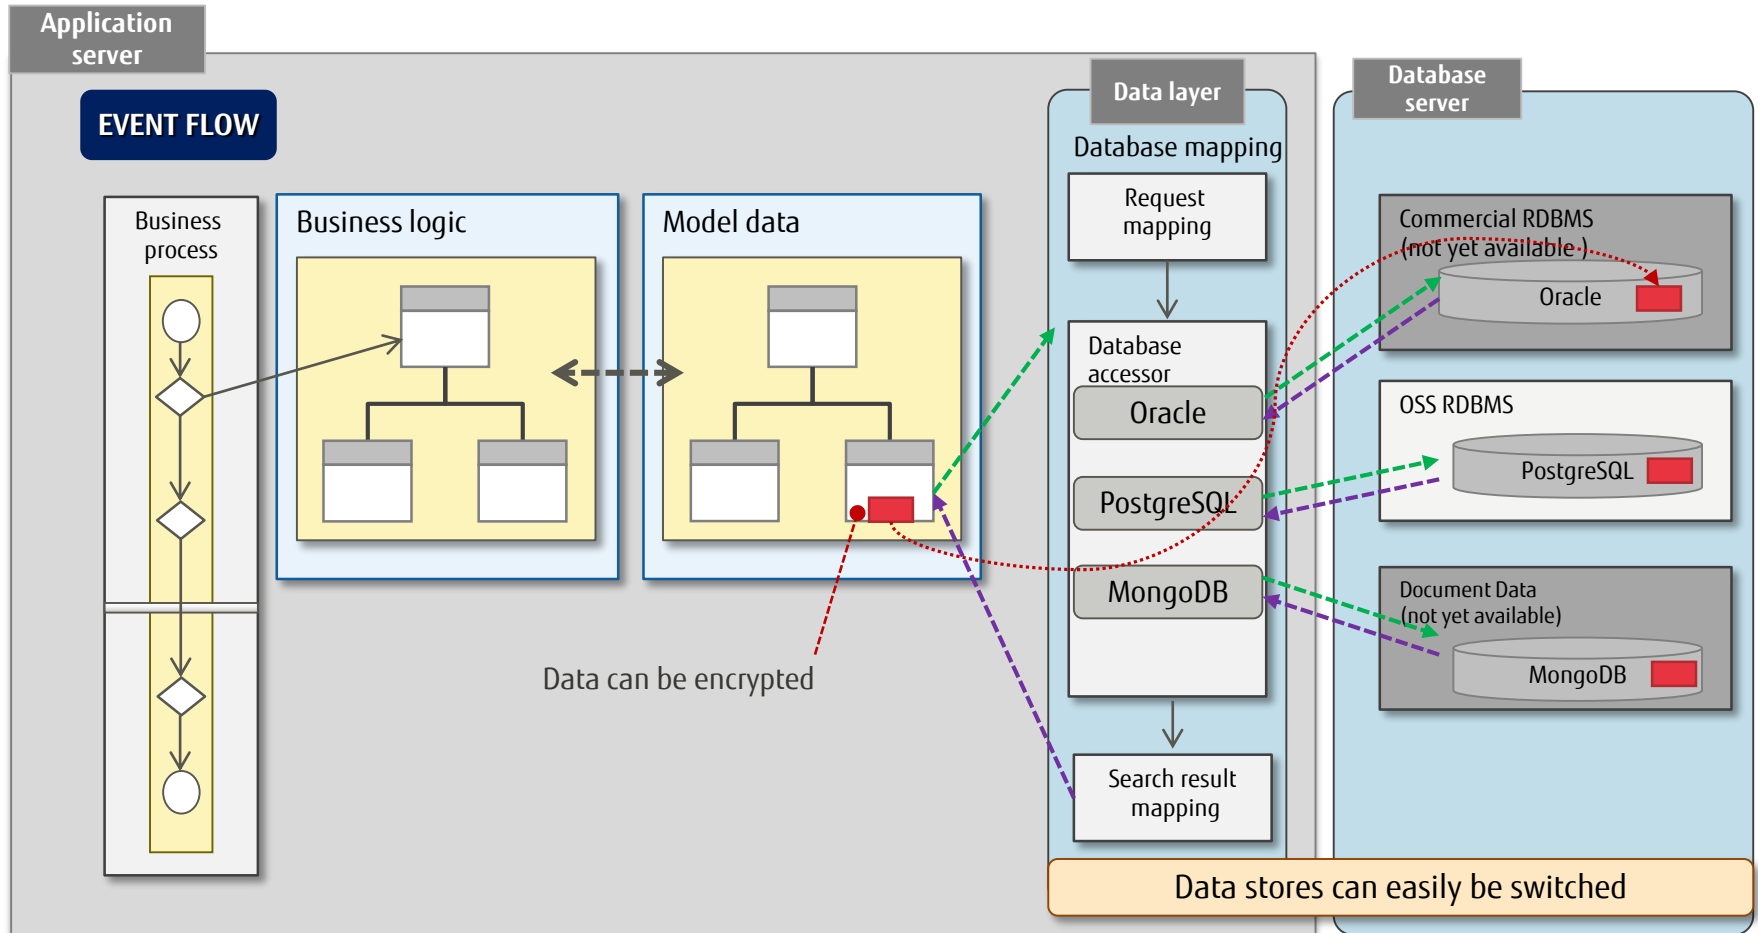 Application
server
EVENT FLOW
Business
process
Business logic
Model data
Data can be encrypted
Data layer
Database mapping
Request
mapping
Database
accessor
Oracle
PostgreSQL
MongoDB
Search result
mapping
Database
server
Commercial RDBMS
(not yet available )
Oracle
OSS RDBMS
PostgreSQL
Document Data
(not yet available)
MongoDB
Data stores can easily be switched